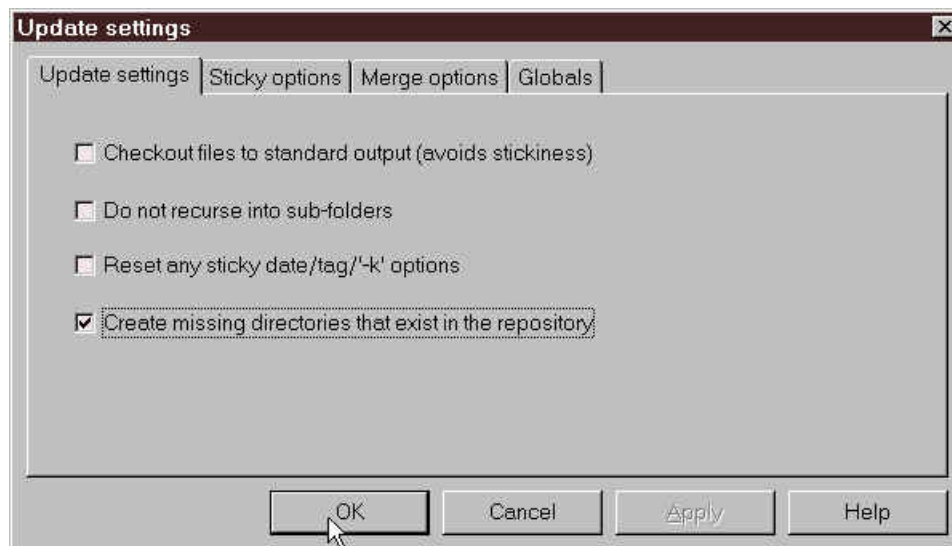 Update settings
Update settings Sticky options Merge options Globals
Checkout files to standard output (avoids stickiness)
Do not recurse into sub-folders
Reset any sticky date/tag/'-k' options
Create missing directories that exist in the repository
OK Cancel Apply Help